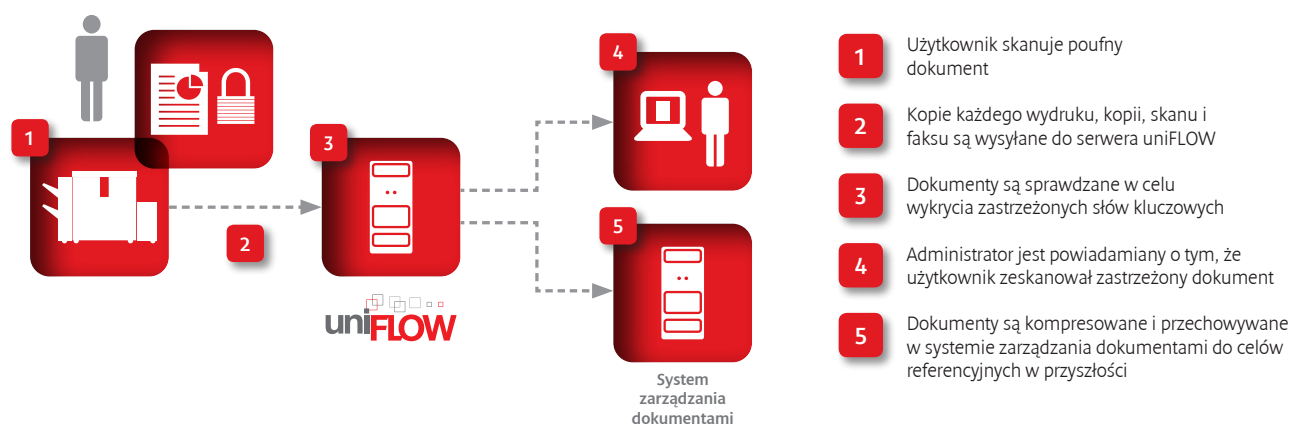 1
2
3
uniFLOW
4
5
System
zarządzania
dokumentami
1
Użytkownik skanuje poufny
dokument
2
Kopie każdego wydruku, kopii, skanu i
faksu są wysyłane do serwera uniFLOW
3
Dokumenty są sprawdzane w celu
wykrycia zastrzeżonych słów kluczowych
4
Administrator jest powiadamiany o tym, że
użytkownik zeskanował zastrzeżony dokument
5
Dokumenty są kompresowane i przechowywane
w systemie zarządzania dokumentami do celów
referencyjnych w przyszłości